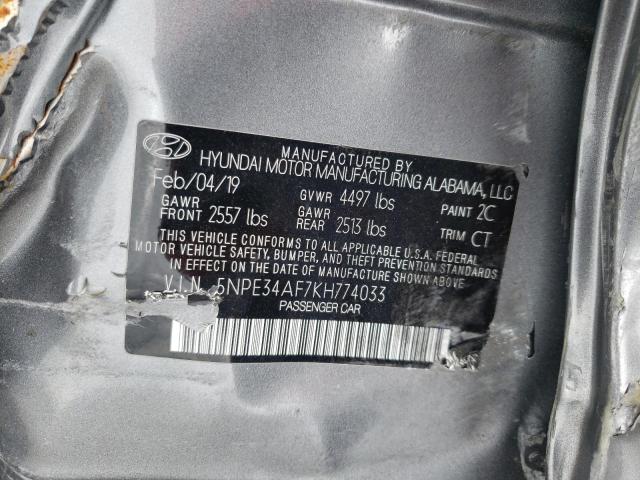 MANUFACTURED BY
HYUNDAI MOTOR MANUFACTURING ALABAMA, LLC
Feb/04/19 GVWR 4497 lbs PAINT 2C
GAWR FRONT 2557 lbs GAWR REAR 2513 lbs TRIM CT
THIS VEHICLE CONFORMS TO ALL APPLICABLE U.S.A. FEDERAL
MOTOR VEHICLE SAFETY, BUMPER, AND THEFT PREVENTION STANDARDS
IN EFFECT ON THE DATE OF MANUFACTURE SHOWN ABOVE
V.I.N. 5NPE34AF7KH774033
PASSENGER CAR